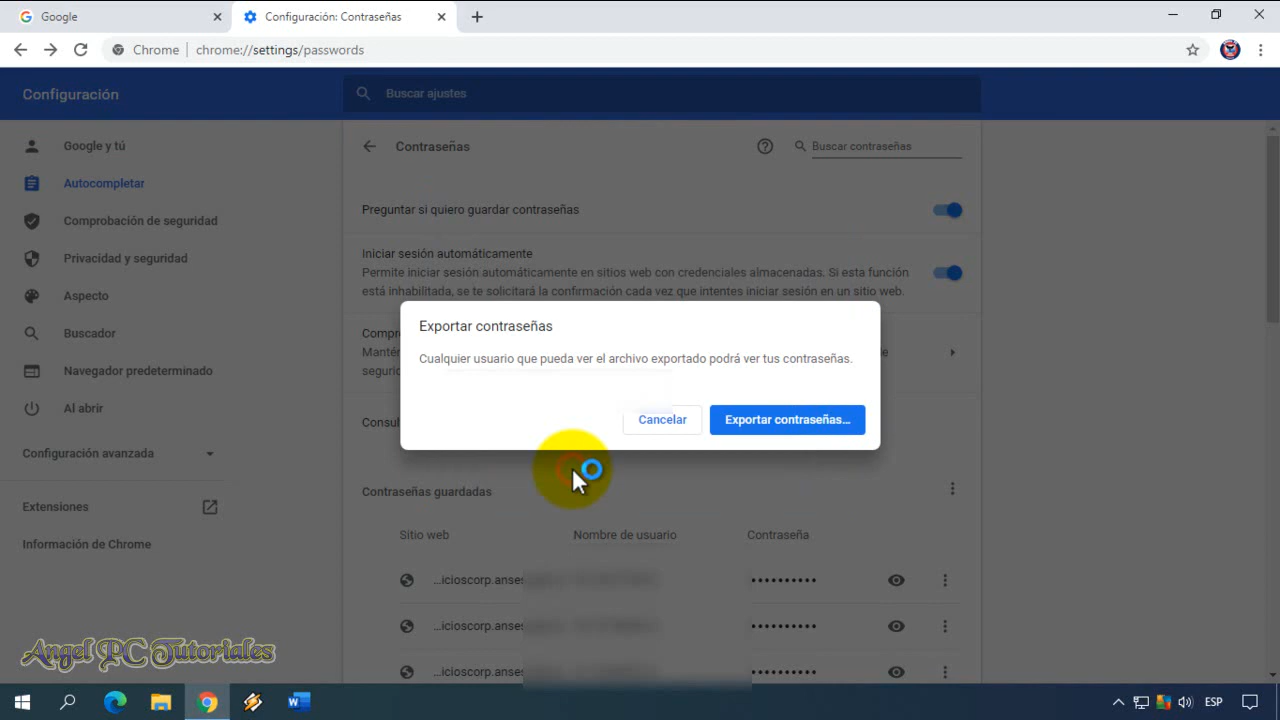 Google
Configuración: Contraseñas
Chrome
chrome://settings/passwords
Configuración
Buscar ajustes
Google y tú
Autocompletar
Comprobación de seguridad
Privacidad y seguridad
Aspecto
Buscador
Navegador predeterminado
Al abrir
Configuración avanzada
Extensiones
Información de Chrome
Contraseñas
Buscar contraseñas
Preguntar si quiero guardar contraseñas
Iniciar sesión automáticamente
Permite iniciar sesión automáticamente en sitios web con credenciales almacenadas. Si esta función
está inhabilitada, se te solicitará la confirmación cada vez que intentes iniciar sesión en un sitio web.
Exportar contraseñas
Cualquier usuario que pueda ver el archivo exportado podrá ver tus contraseñas.
Cancelar
Exportar contraseñas...
Contraseñas guardadas
Sitio web
Nombre de usuario
Contraseña
...icioscorp.anses
••••••••••
...icioscorp.anses
••••••••••
...icioscorp.anses
••••••••••
Angel PC Tutoriales
ESP